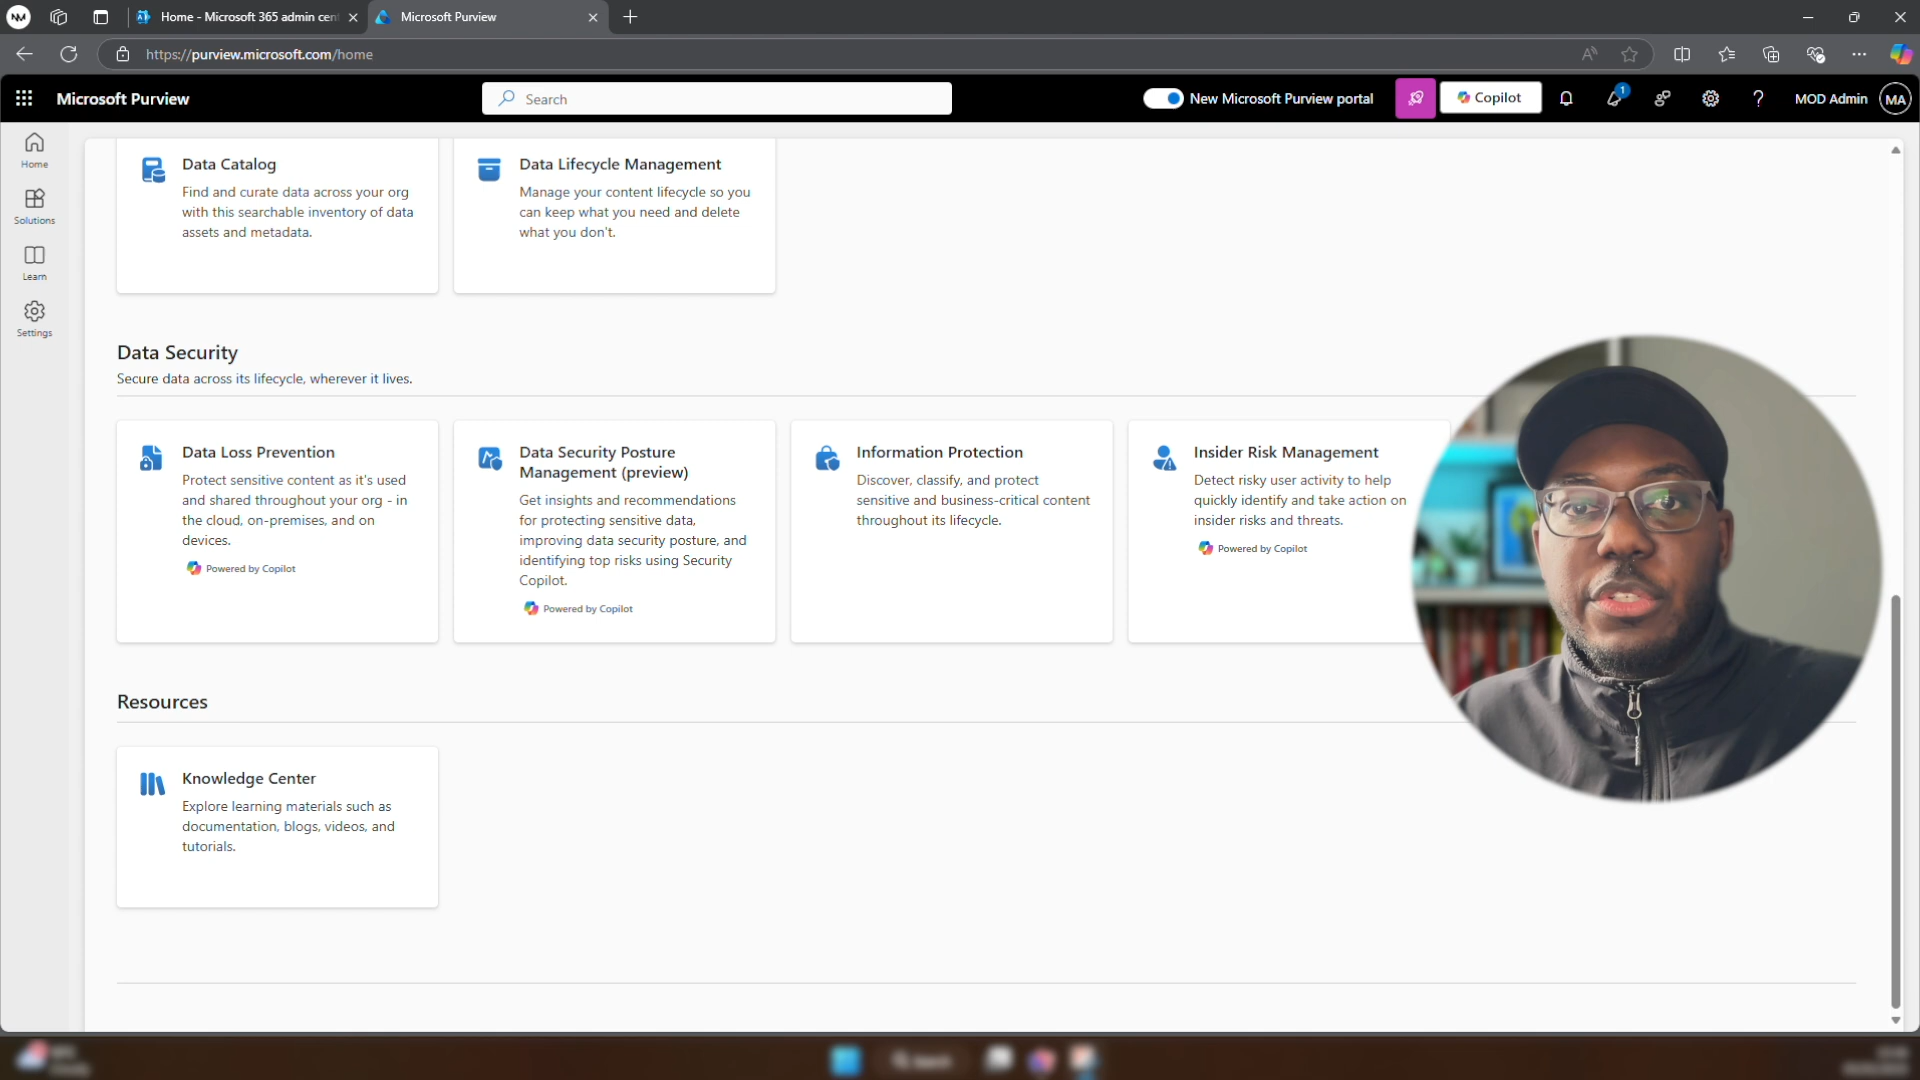 Home - Microsoft 365 admin cen
Microsoft Purview
https://purview.microsoft.com/home
Microsoft Purview
Search
New Microsoft Purview portal
Copilot
1
MOD Admin
MA
Home
Solutions
Learn
Settings
Data Catalog
Find and curate data across your org
with this searchable inventory of data
assets and metadata.
Data Lifecycle Management
Manage your content lifecycle so you
can keep what you need and delete
what you don't.
Data Security
Secure data across its lifecycle, wherever it lives.
Data Loss Prevention
Protect sensitive content as it's used
and shared throughout your org - in
the cloud, on-premises, and on
devices.
Powered by Copilot
Data Security Posture
Management (preview)
Get insights and recommendations
for protecting sensitive data,
improving data security posture, and
identifying top risks using Security
Copilot.
Powered by Copilot
Information Protection
Discover, classify, and protect
sensitive and business-critical content
throughout its lifecycle.
Insider Risk Management
Detect risky user activity to help
quickly identify and take action on
insider risks and threats.
Powered by Copilot
Resources
Knowledge Center
Explore learning materials such as
documentation, blogs, videos, and
tutorials.